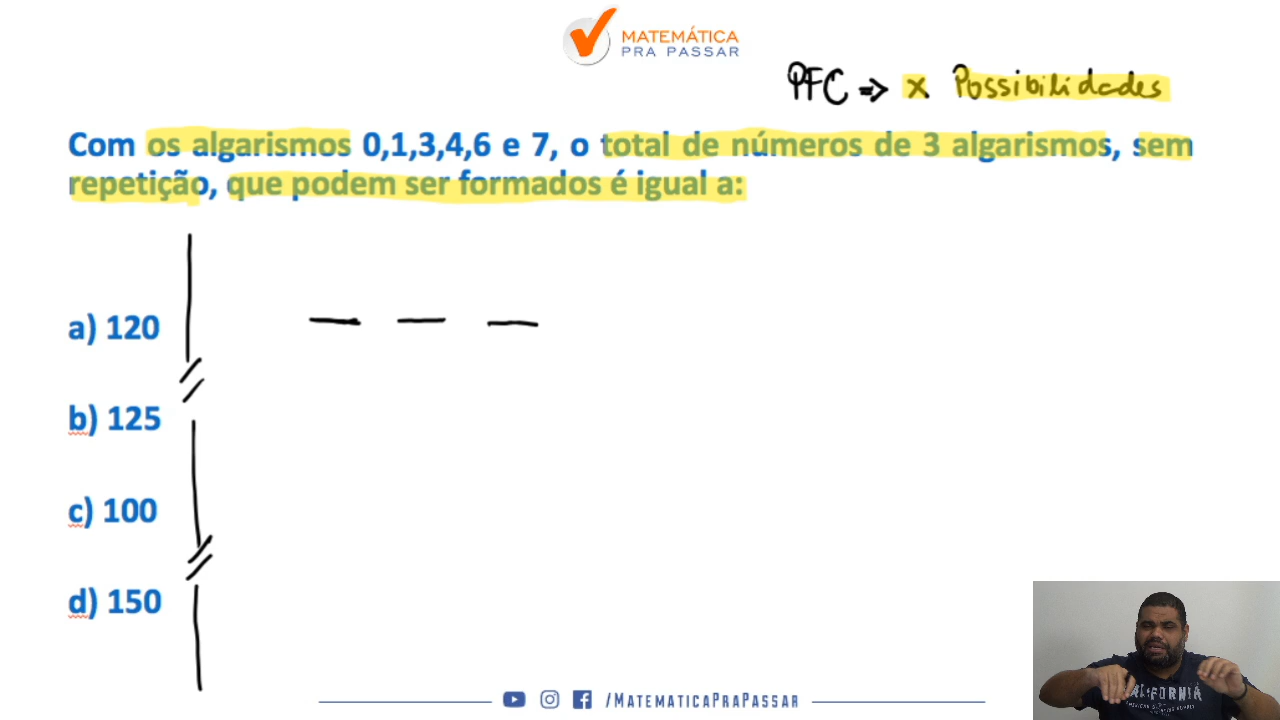 MATEMÁTICA
PRA PASSAR
PFC => x Possibilidades
Com os algarismos 0,1,3,4,6 e 7, o total de números de 3 algarismos, sem
repetição, que podem ser formados é igual a:
a) 120
b) 125
c) 100
d) 150
/MATEMATICAPRAPASSAR
CALIFORNIA